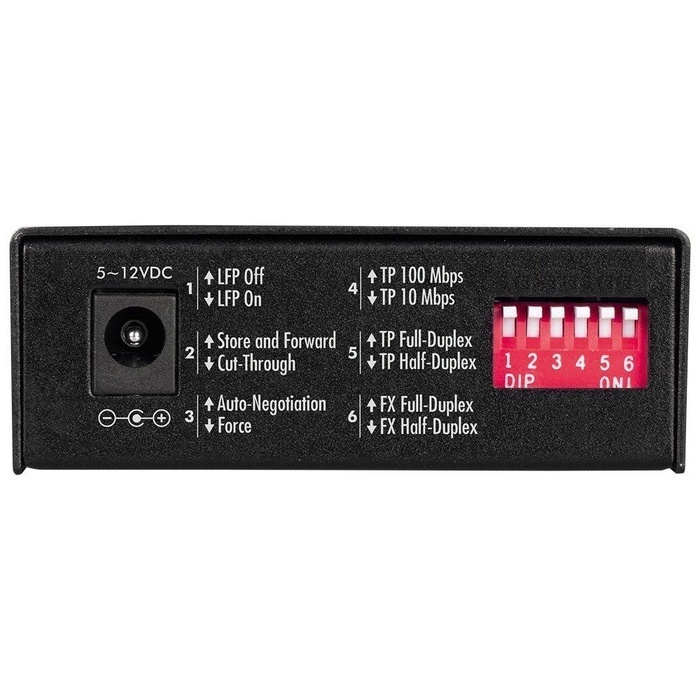 5~12VDC
1 ↑ LFP Off
↓ LFP On
2 ↑ Store and Forward
↓ Cut-Through
3 ↑ Auto-Negotiation
↓ Force
4 ↑ TP 100 Mbps
↓ TP 10 Mbps
5 ↑ TP Full-Duplex
↓ TP Half-Duplex
6 ↑ FX Full-Duplex
↓ FX Half-Duplex
1 2 3 4 5 6
DIP ON↓